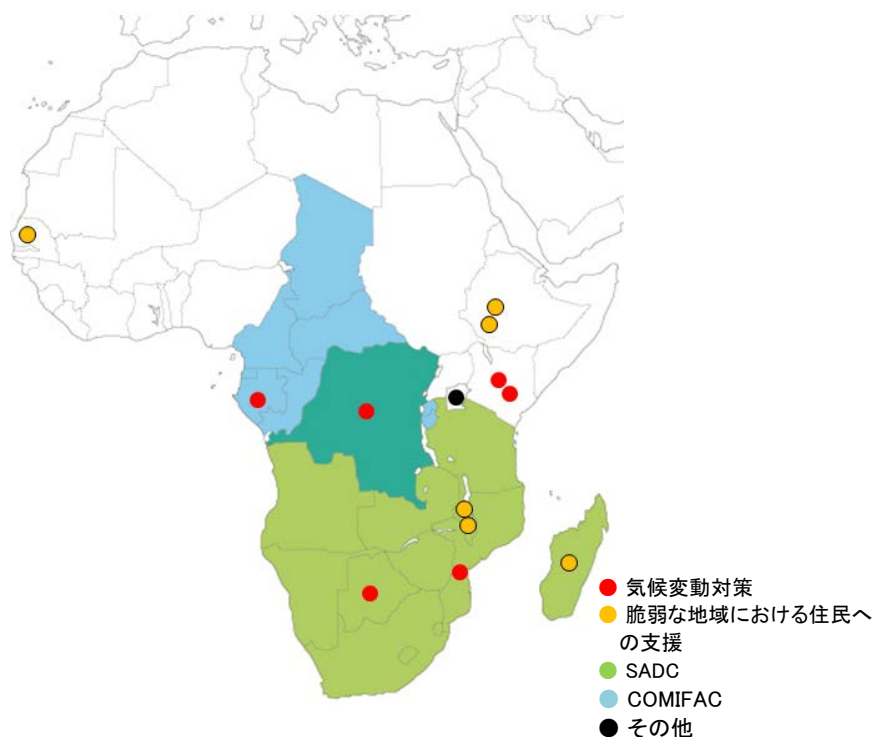 気候変動対策
脆弱な地域における住民へ
の支援
SADC
COMIFAC
その他